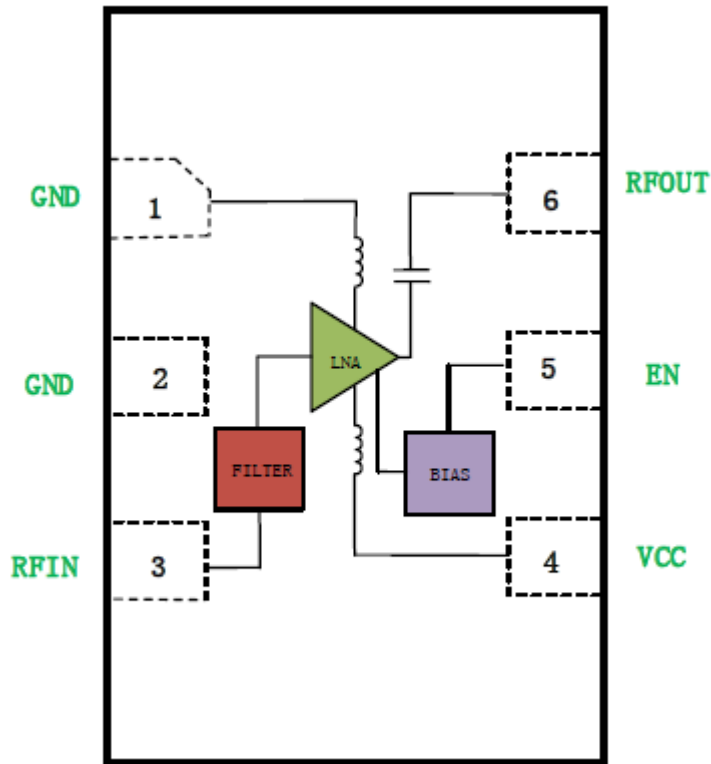 GND 1
6 RFOUT
LNA
GND 2
5 EN
FILTER
BIAS
RFIN 3
4 VCC